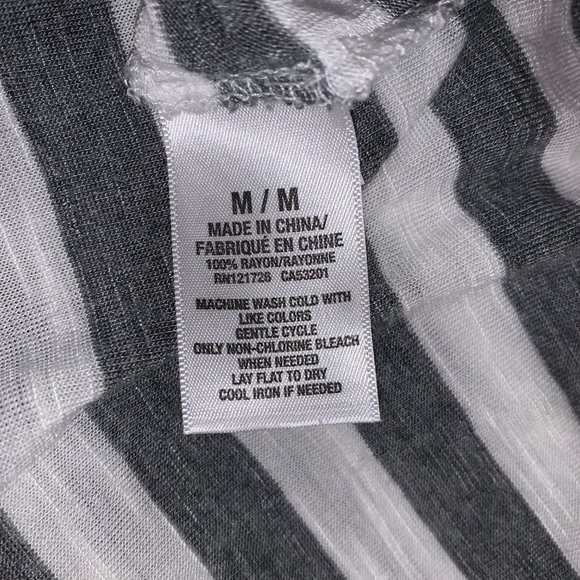 M / M
MADE IN CHINA/
FABRIQUÉ EN CHINE
100% RAYON/RAYONNE
RN121726 CA53201
MACHINE WASH COLD WITH
LIKE COLORS
GENTLE CYCLE
ONLY NON-CHLORINE BLEACH
WHEN NEEDED
LAY FLAT TO DRY
COOL IRON IF NEEDED